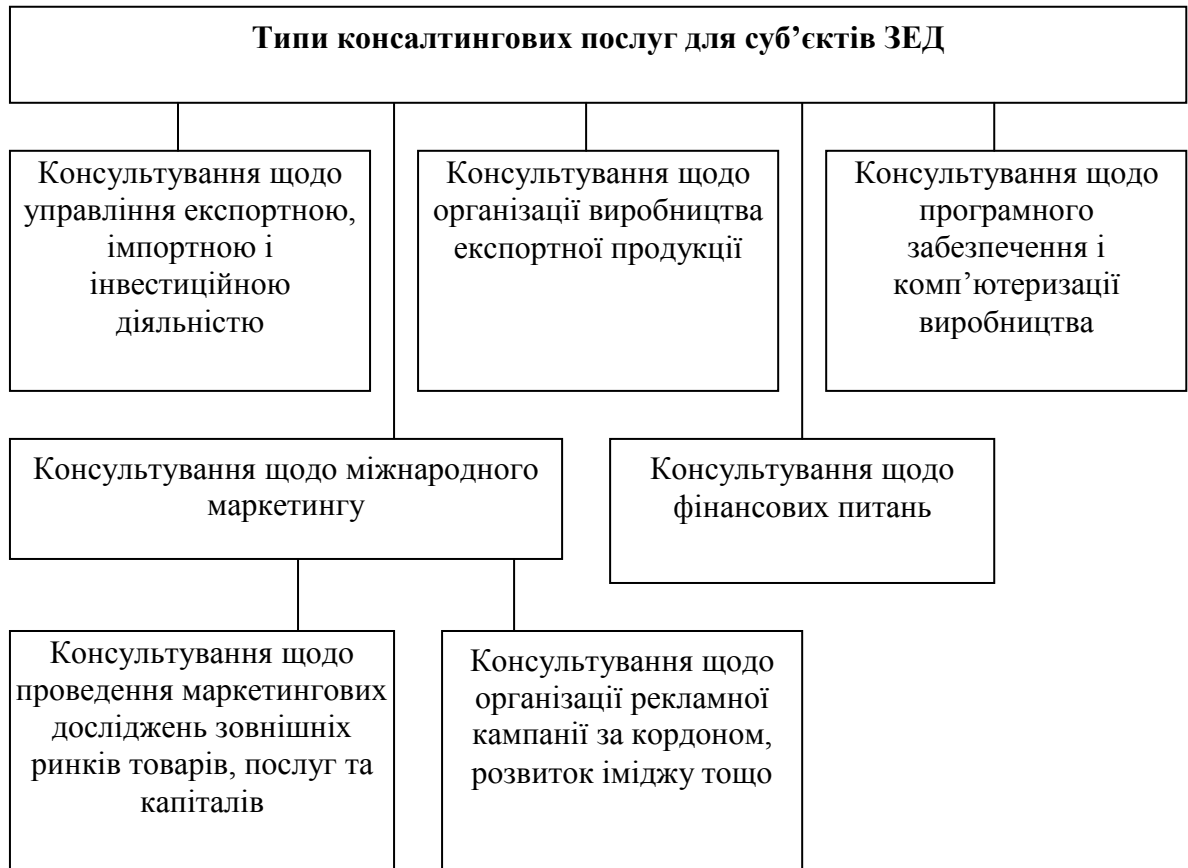 Типи консалтингових послуг для суб’єктів ЗЕД
Консультування щодо
управління експортною,
імпортною і
інвестиційною
діяльністю
Консультування щодо
організації виробництва
експортної продукції
Консультування щодо
програмного
забезпечення і
комп’ютеризації
виробництва
Консультування щодо міжнародного
маркетингу
Консультування щодо
фінансових питань
Консультування щодо
проведення маркетингових
досліджень зовнішніх
ринків товарів, послуг та
капіталів
Консультування щодо
організації рекламної
кампанії за кордоном,
розвиток іміджу тощо